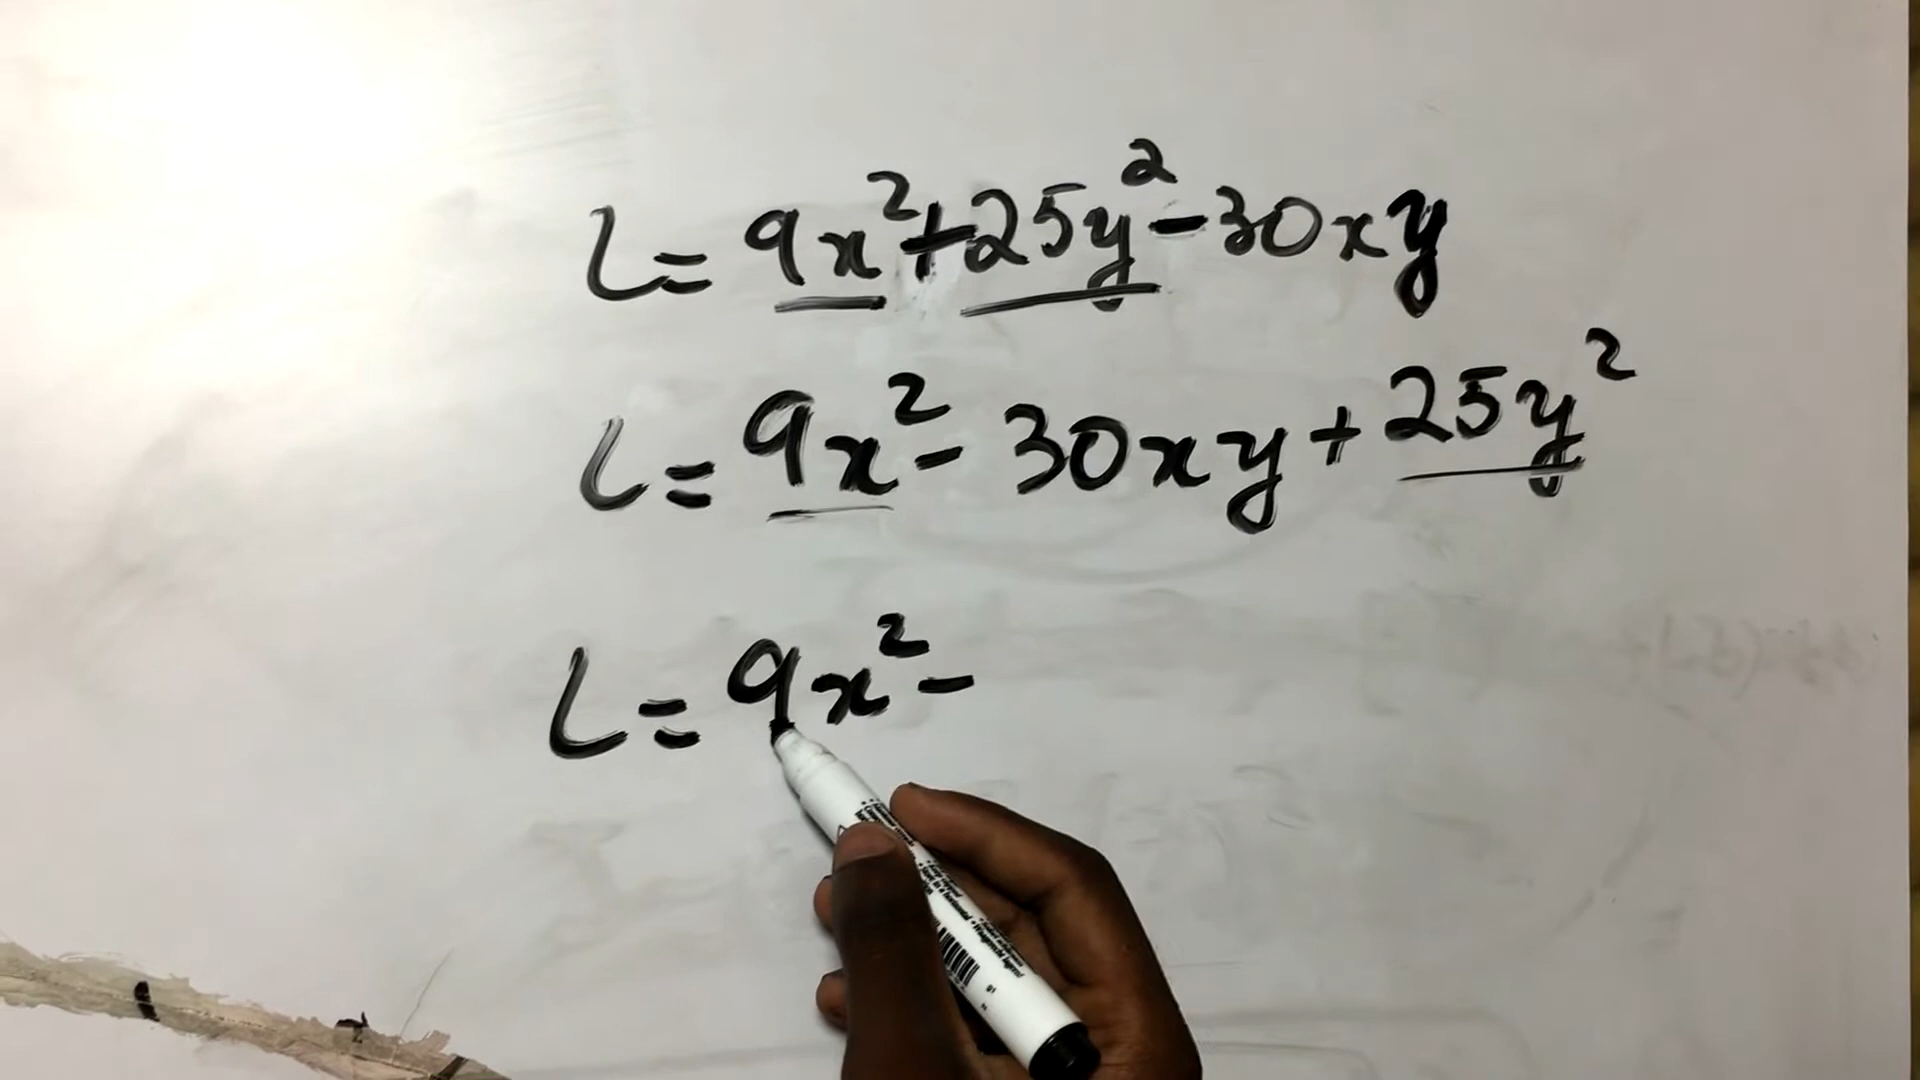 L = 9x² + 25y² - 30xy
L = 9x² - 30xy + 25y²
L = 9x² -